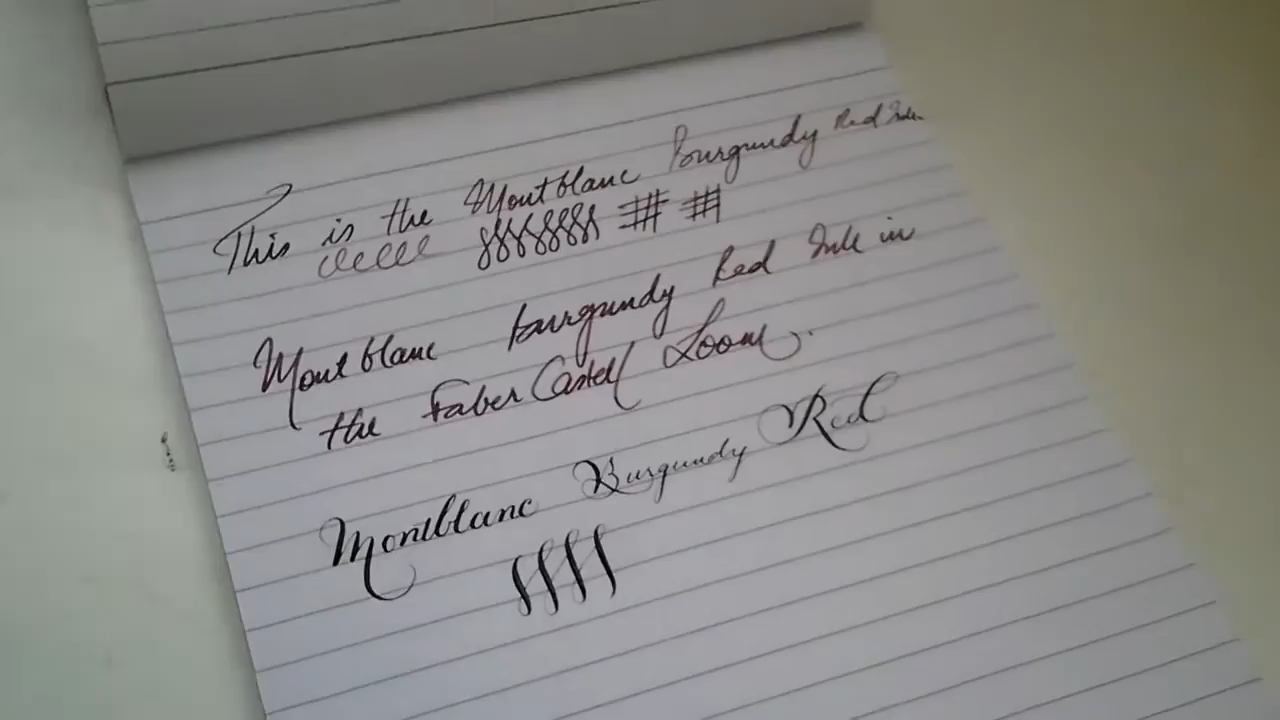 This is the Montblanc Burgundy Red Ink
Montblanc burgundy Red Ink in
the Faber Castell Loom.
Montblanc Burgundy Red